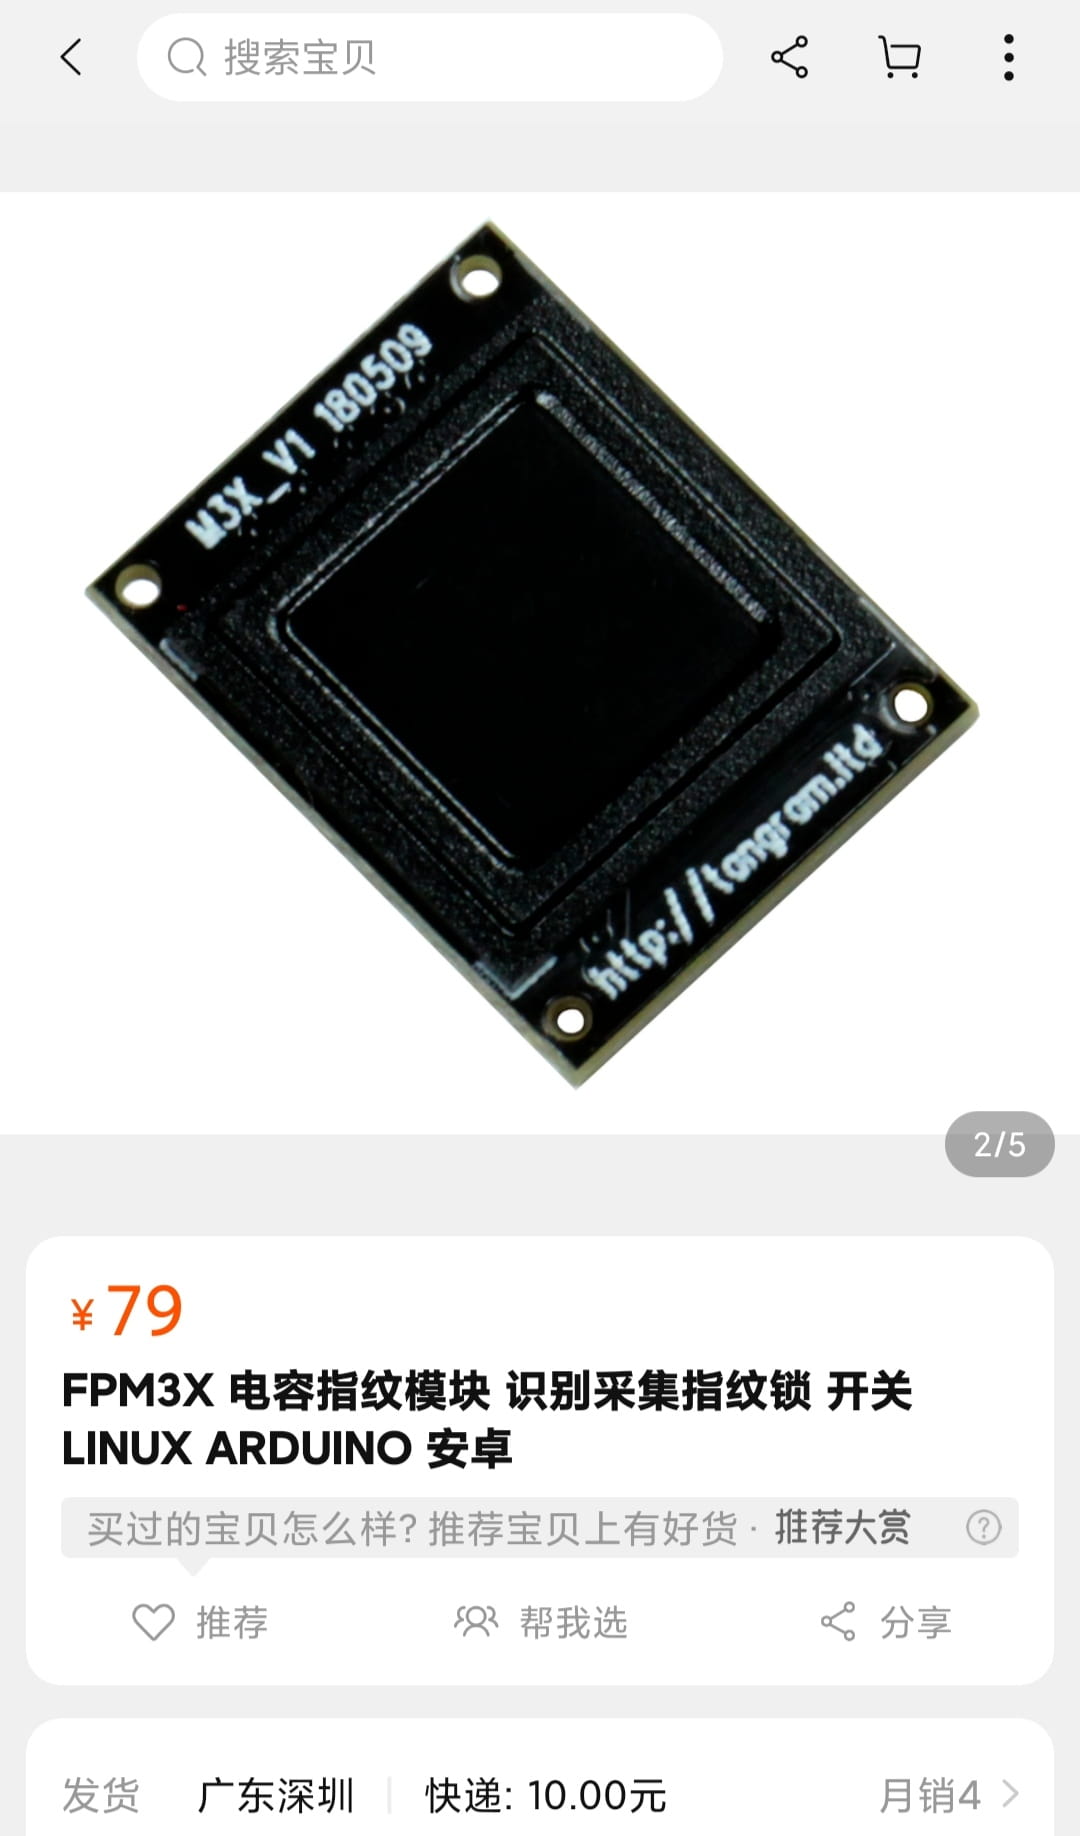 搜索宝贝
M3X_V1 180509
http://tangram.ltd
2/5
¥79
FPM3X 电容指纹模块 识别采集指纹锁 开关
LINUX ARDUINO 安卓
买过的宝贝怎么样? 推荐宝贝上有好货 · 推荐大赏
推荐 帮我选 分享
发货 广东深圳 快递: 10.00元 月销4